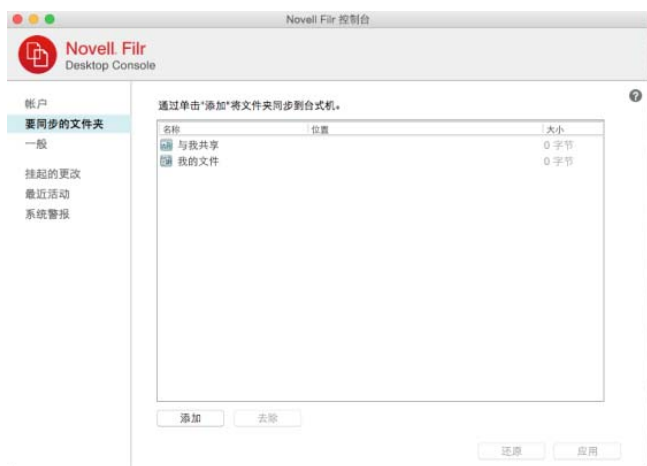 Novell Filr 控制台
Novell. Filr
Desktop Console
帐户
要同步的文件夹
一般
挂起的更改
最近活动
系统警报
?
通过单击"添加"将文件夹同步到台式机。
名称 位置 大小
与我共享 0 字节
我的文件 0 字节
添加 去除
还原 应用